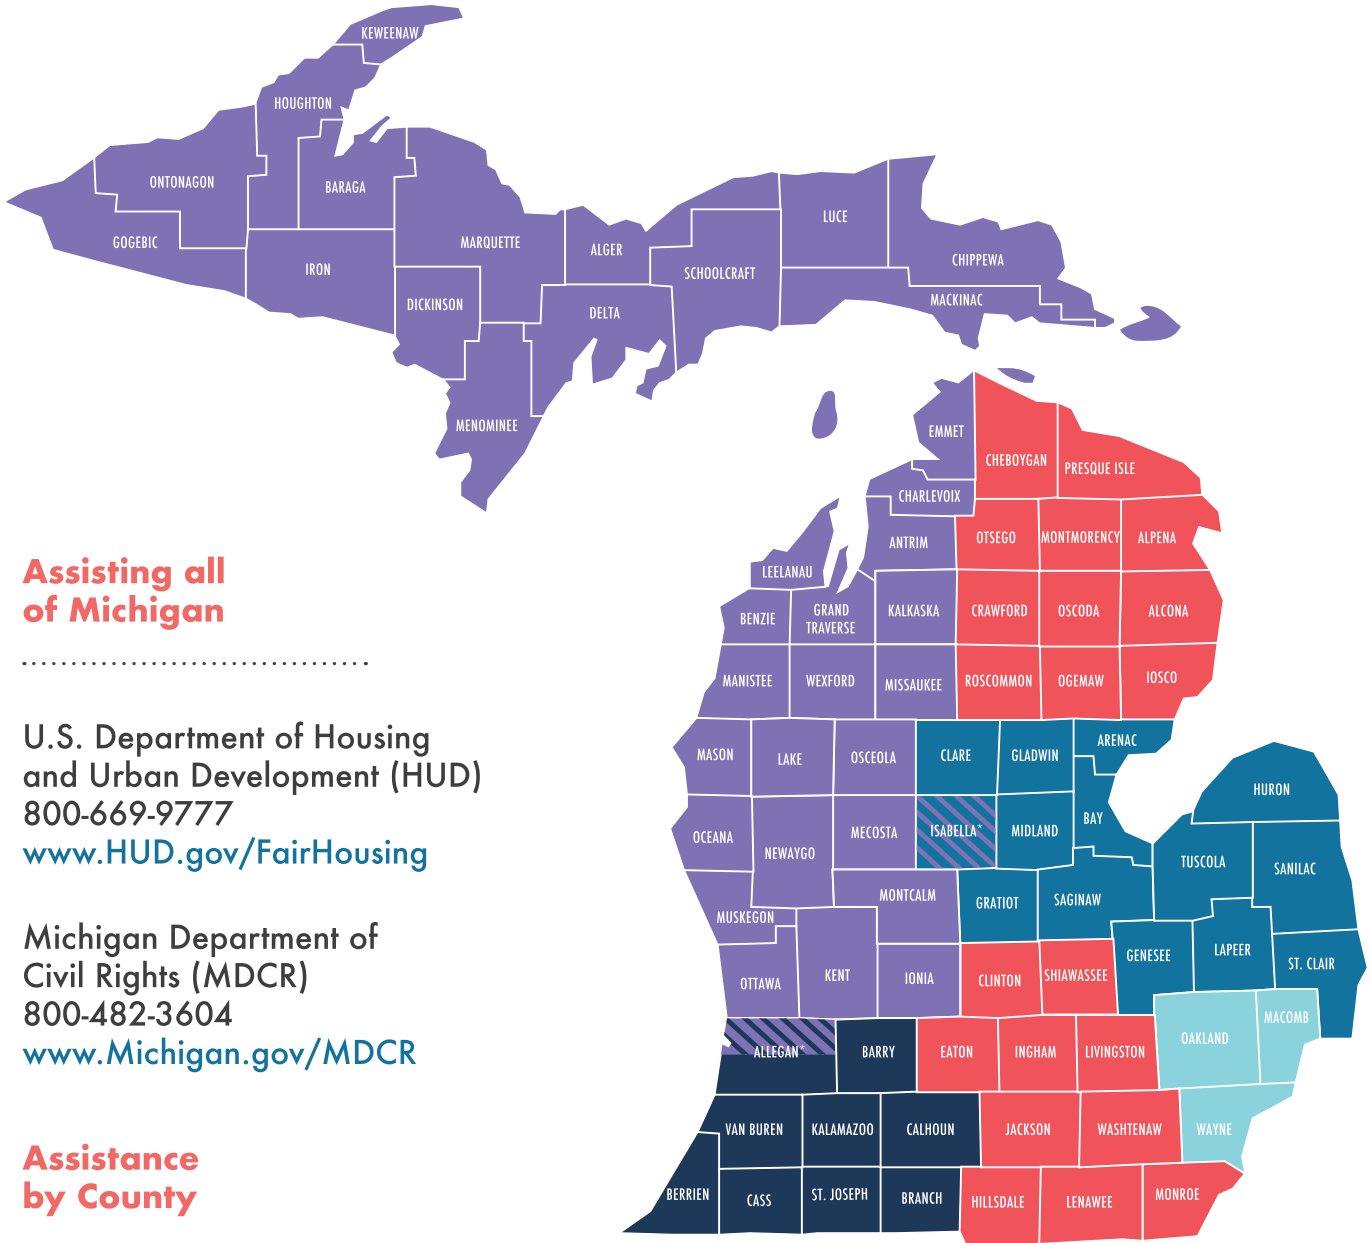 KEWEENAW
HOUGHTON
ONTONAGON
BARAGA
GOGEBIC
IRON
MARQUETTE
DICKINSON
MENOMINEE
ALGER
DELTA
SCHOOLCRAFT
LUCE
CHIPPEWA
MACKINAC
EMMET
CHEBOYGAN
PRESQUE ISLE
CHARLEVOIX
ANTRIM
OTSEGO
MONTMORENCY
ALPENA
LEELANAU
BENZIE
GRAND
TRAVERSE
KALKASKA
CRAWFORD
OSCODA
ALCONA
MANISTEE
WEXFORD
MISSAUKEE
ROSCOMMON
OGEMAW
IOSCO
MASON
LAKE
OSCEOLA
CLARE
GLADWIN
ARENAC
OCEANA
NEWAYGO
MECOSTA
ISABELLA*
MIDLAND
BAY
HURON
MUSKEGON
MONTCALM
GRATIOT
SAGINAW
TUSCOLA
SANILAC
OTTAWA
KENT
IONIA
CLINTON
SHIAWASSEE
GENESEE
LAPEER
ST. CLAIR
ALLEGAN*
BARRY
EATON
INGHAM
LIVINGSTON
OAKLAND
MACOMB
VAN BUREN
KALAMAZOO
CALHOUN
JACKSON
WASHTENAW
WAYNE
BERRIEN
CASS
ST. JOSEPH
BRANCH
HILLSDALE
LENAWEE
MONROE
Assisting all
of Michigan
U.S. Department of Housing
and Urban Development (HUD)
800-669-9777
www.HUD.gov/FairHousing
Michigan Department of
Civil Rights (MDCR)
800-482-3604
www.Michigan.gov/MDCR
Assistance
by County